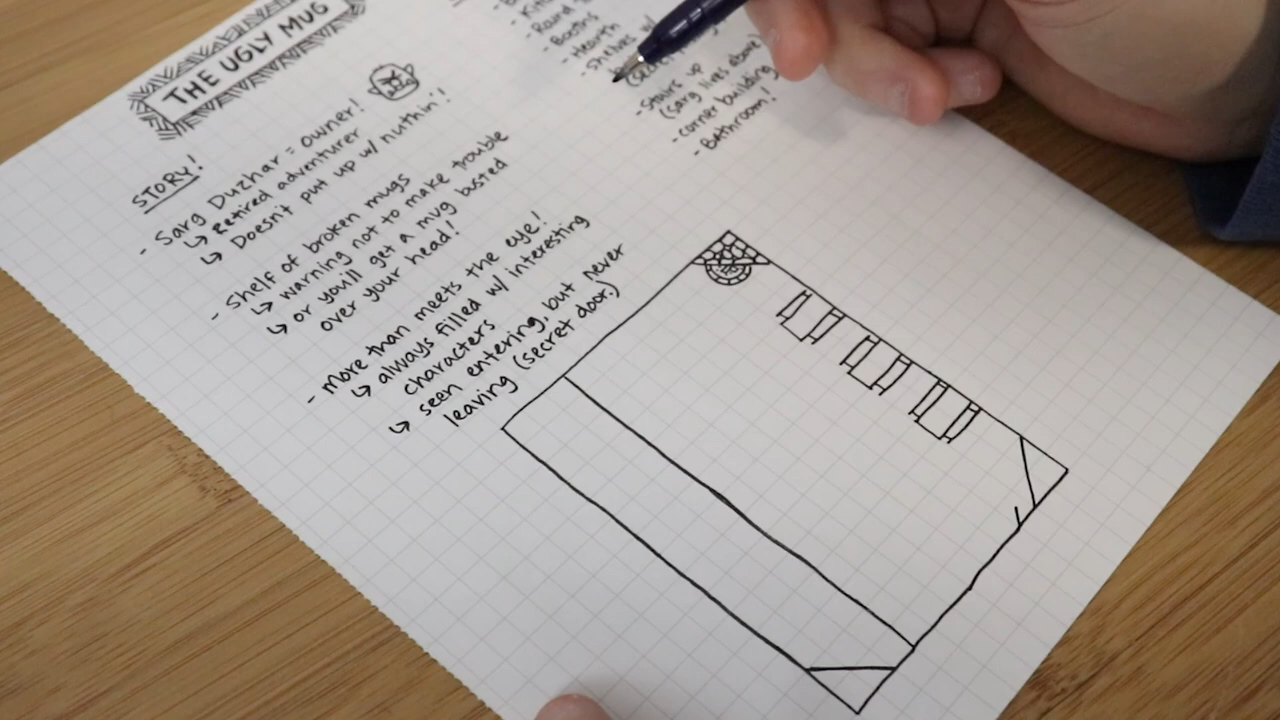 THE UGLY MUG
STORY!
- Sarg Duzhar = owner!
↳ Retired adventurer
↳ Doesn't put up w/ nuthin'!
- Shelf of broken mugs
↳ warning not to make trouble
↳ or you'll get a mug busted
over your head!
- More than meets the eye!
↳ always filled w/ interesting
characters
↳ seen entering, but never
leaving (secret door.)
- Booths
- Hearth
- Shelves
- Stairs up
(Sarg lives above)
- corner building
- Bathroom!